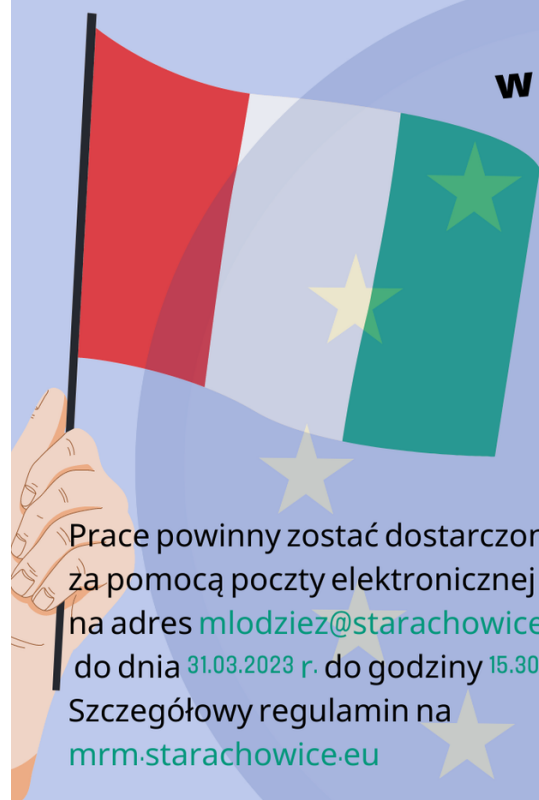 w
Prace powinny zostać dostarczon
za pomocą poczty elektronicznej
na adres mlodziez@starachowice
do dnia 31.03.2023 r. do godziny 15.30
Szczegółowy regulamin na
mrm.starachowice.eu